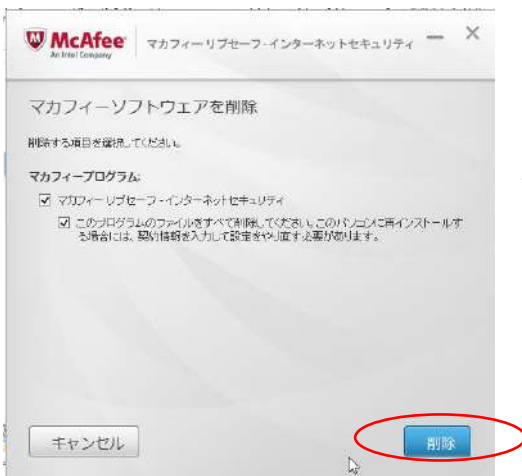 McAfee
An Intel Company
マカフィー リブセーフ-インターネットセキュリティ
マカフィーソフトウェアを削除
削除する項目を選択してください。
マカフィープログラム:
マカフィー リブセーフ - インターネットセキュリティ
このプログラムのファイルをすべて削除してください。このパソコンに再インストールす
る場合には、契約情報を入力して設定をやり直す必要があります。
キャンセル
削除